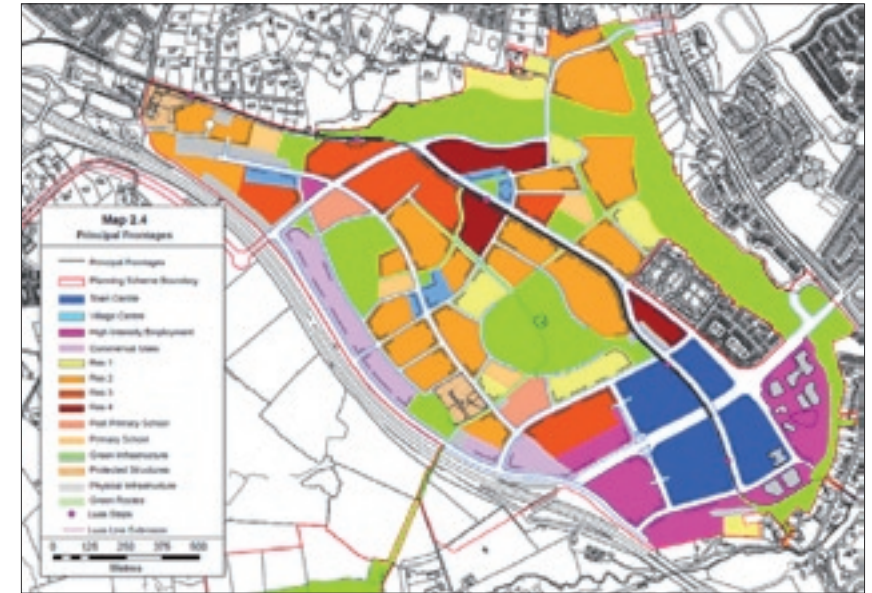 Map 2.4
Principal Frontages
Principal Frontages
Planning Scheme Boundary
Town Centre
Village Centre
High Intensity Employment
Commercial Uses
Res 1
Res 2
Res 3
Res 4
Post Primary School
Primary School
Green Infrastructure
Protected Structures
Physical Infrastructure
Green Routes
Luas Stops
Luas Line Extension
0 125 250 375 500
Metres